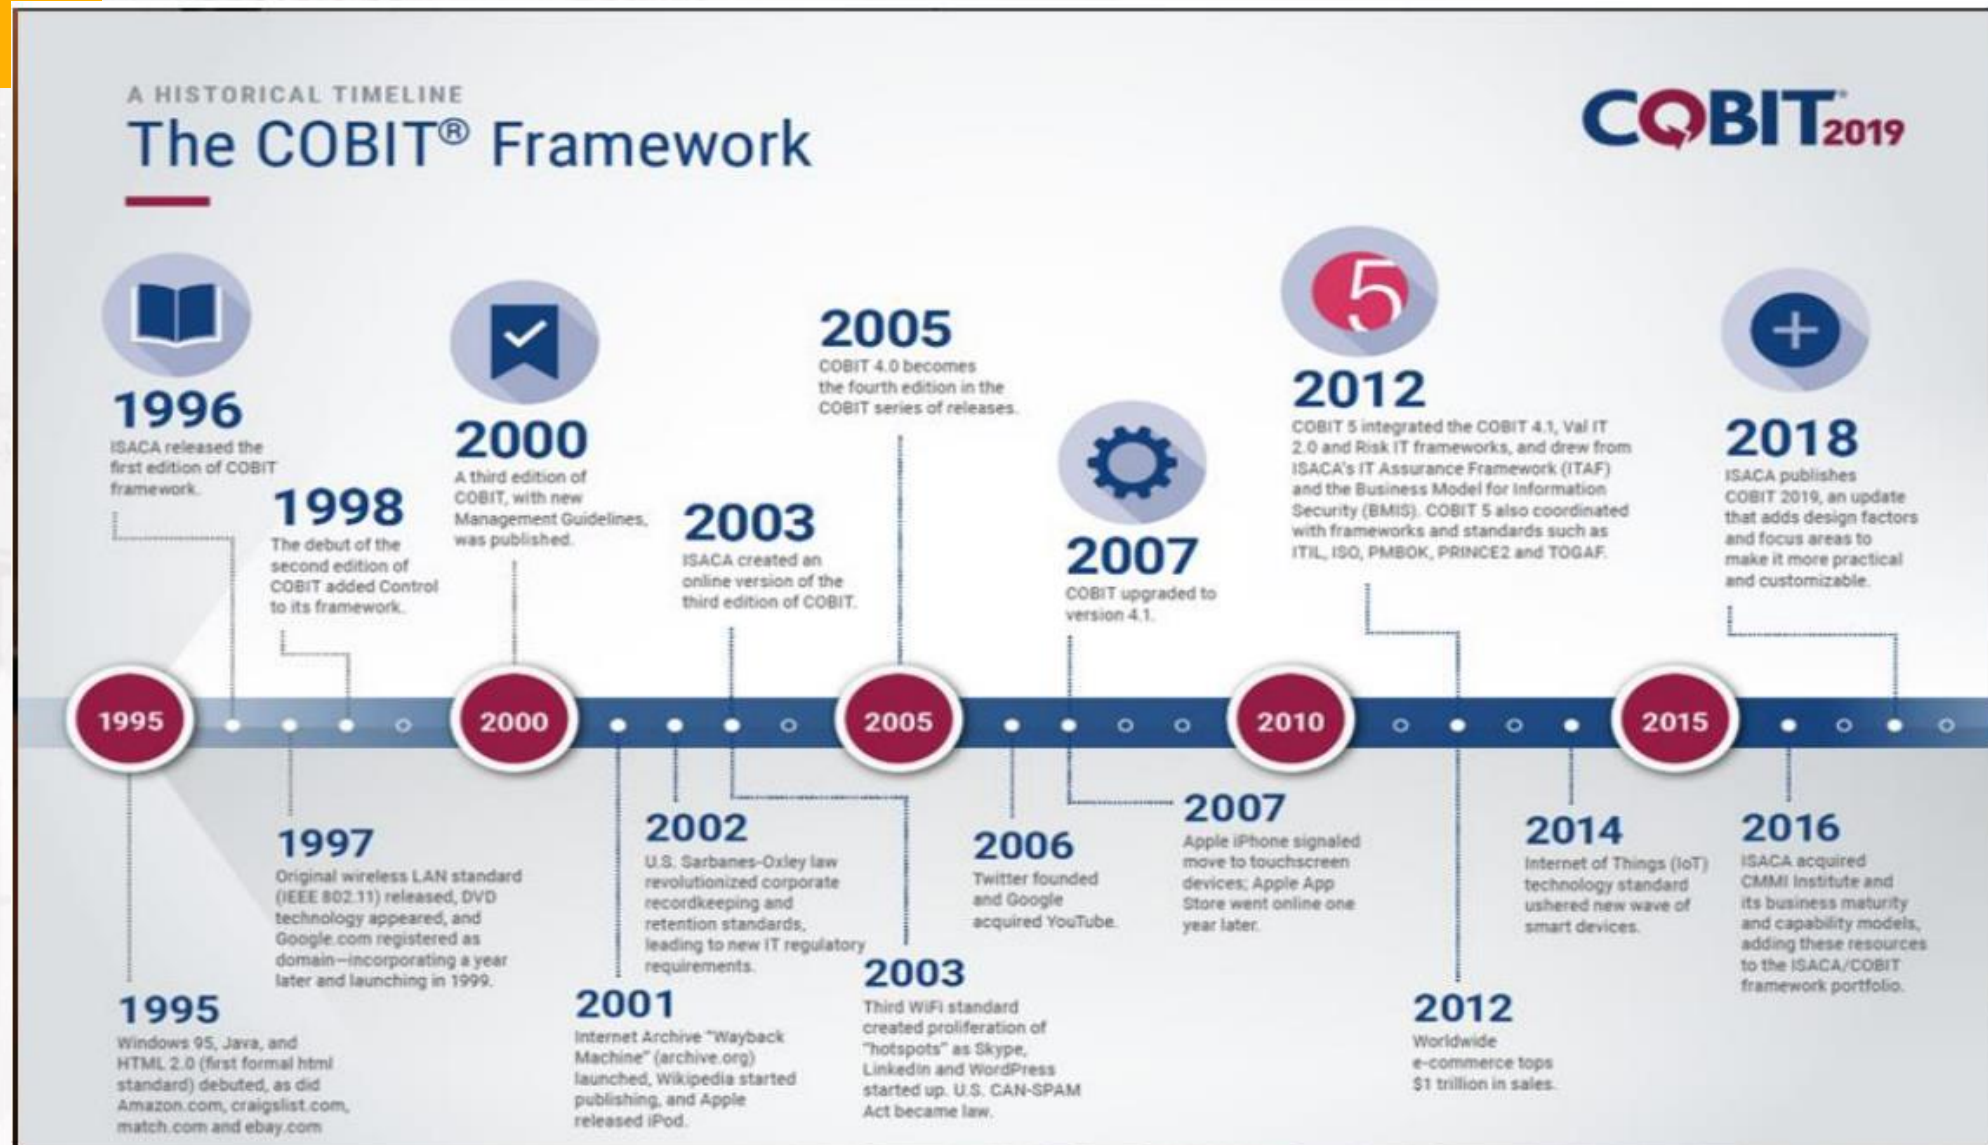 A HISTORICAL TIMELINE
The COBIT® Framework
COBIT® 2019
5
1996
ISACA released the
first edition of COBIT
framework.
1998
The debut of the
second edition of
COBIT added Control
to its framework.
2000
A third edition of
COBIT, with new
Management Guidelines,
was published.
2003
ISACA created an
online version of the
third edition of COBIT.
2005
COBIT 4.0 becomes
the fourth edition in the
COBIT series of releases.
2007
COBIT upgraded to
version 4.1.
2012
COBIT 5 integrated the COBIT 4.1, Val IT
2.0 and Risk IT frameworks, and drew from
ISACA's IT Assurance Framework (ITAF)
and the Business Model for Information
Security (BMIS). COBIT 5 also coordinated
with frameworks and standards such as
ITIL, ISO, PMBOK, PRINCE2 and TOGAF.
2018
ISACA publishes
COBIT 2019, an update
that adds design factors
and focus areas to
make it more practical
and customizable.
1995
2000
2005
2010
2015
1995
Windows 95, Java, and
HTML 2.0 (first formal html
standard) debuted, as did
Amazon.com, craigslist.com,
match.com and ebay.com
1997
Original wireless LAN standard
(IEEE 802.11) released, DVD
technology appeared, and
Google.com registered as
domain—incorporating a year
later and launching in 1999.
2001
Internet Archive "Wayback
Machine" (archive.org)
launched, Wikipedia started
publishing, and Apple
released iPod.
2002
U.S. Sarbanes-Oxley law
revolutionized corporate
recordkeeping and
retention standards,
leading to new IT regulatory
requirements.
2003
Third WiFi standard
created proliferation of
"hotspots" as Skype,
LinkedIn and WordPress
started up. U.S. CAN-SPAM
Act became law.
2006
Twitter founded
and Google
acquired YouTube.
2007
Apple iPhone signaled
move to touchscreen
devices; Apple App
Store went online one
year later.
2012
Worldwide
e-commerce tops
$1 trillion in sales.
2014
Internet of Things (IoT)
technology standard
ushered new wave of
smart devices.
2016
ISACA acquired
CMMI Institute and
its business maturity
and capability models,
adding these resources
to the ISACA/COBIT
framework portfolio.